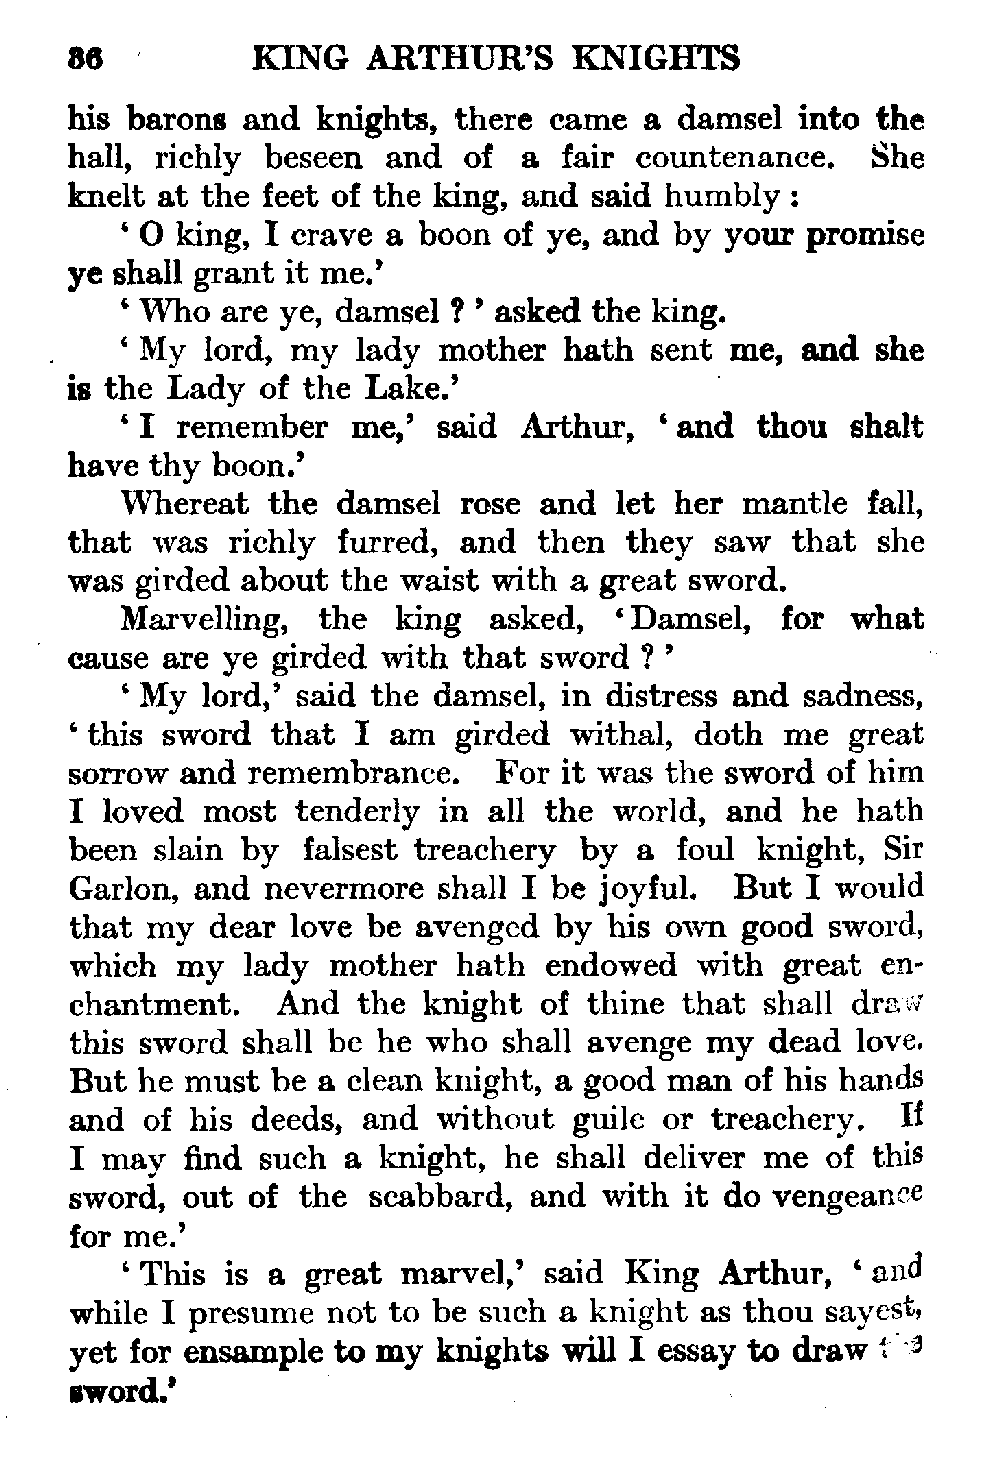 36 KING ARTHUR'S KNIGHTS
his barons and knights, there came a damsel into the
hall, richly beseen and of a fair countenance. She
knelt at the feet of the king, and said humbly :
' O king, I crave a boon of ye, and by your promise
ye shall grant it me.'
' Who are ye, damsel ? ' asked the king.
' My lord, my lady mother hath sent me, and she
is the Lady of the Lake.'
' I remember me,' said Arthur, ' and thou shalt
have thy boon.'
Whereat the damsel rose and let her mantle fall,
that was richly furred, and then they saw that she
was girded about the waist with a great sword.
Marvelling, the king asked, ' Damsel, for what
cause are ye girded with that sword ? '
' My lord,' said the damsel, in distress and sadness,
' this sword that I am girded withal, doth me great
sorrow and remembrance. For it was the sword of him
I loved most tenderly in all the world, and he hath
been slain by falsest treachery by a foul knight, Sir
Garlon, and nevermore shall I be joyful. But I would
that my dear love be avenged by his own good sword,
which my lady mother hath endowed with great en-
chantment. And the knight of thine that shall draw
this sword shall be he who shall avenge my dead love.
But he must be a clean knight, a good man of his hands
and of his deeds, and without guile or treachery. If
I may find such a knight, he shall deliver me of this
sword, out of the scabbard, and with it do vengeance
for me.'
' This is a great marvel,' said King Arthur, ' and
while I presume not to be such a knight as thou sayest,
yet for ensample to my knights will I essay to draw
sword.'